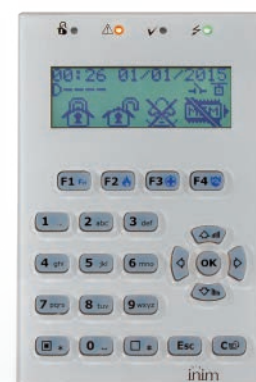 00:26 01/01/2015
D----
F1 F2 F3 F4
1 2 abc 3 def
4 ghi 5 jkl 6 mno OK
7 pqrs 8 tuv 9 wxyz
0 Esc C
inim